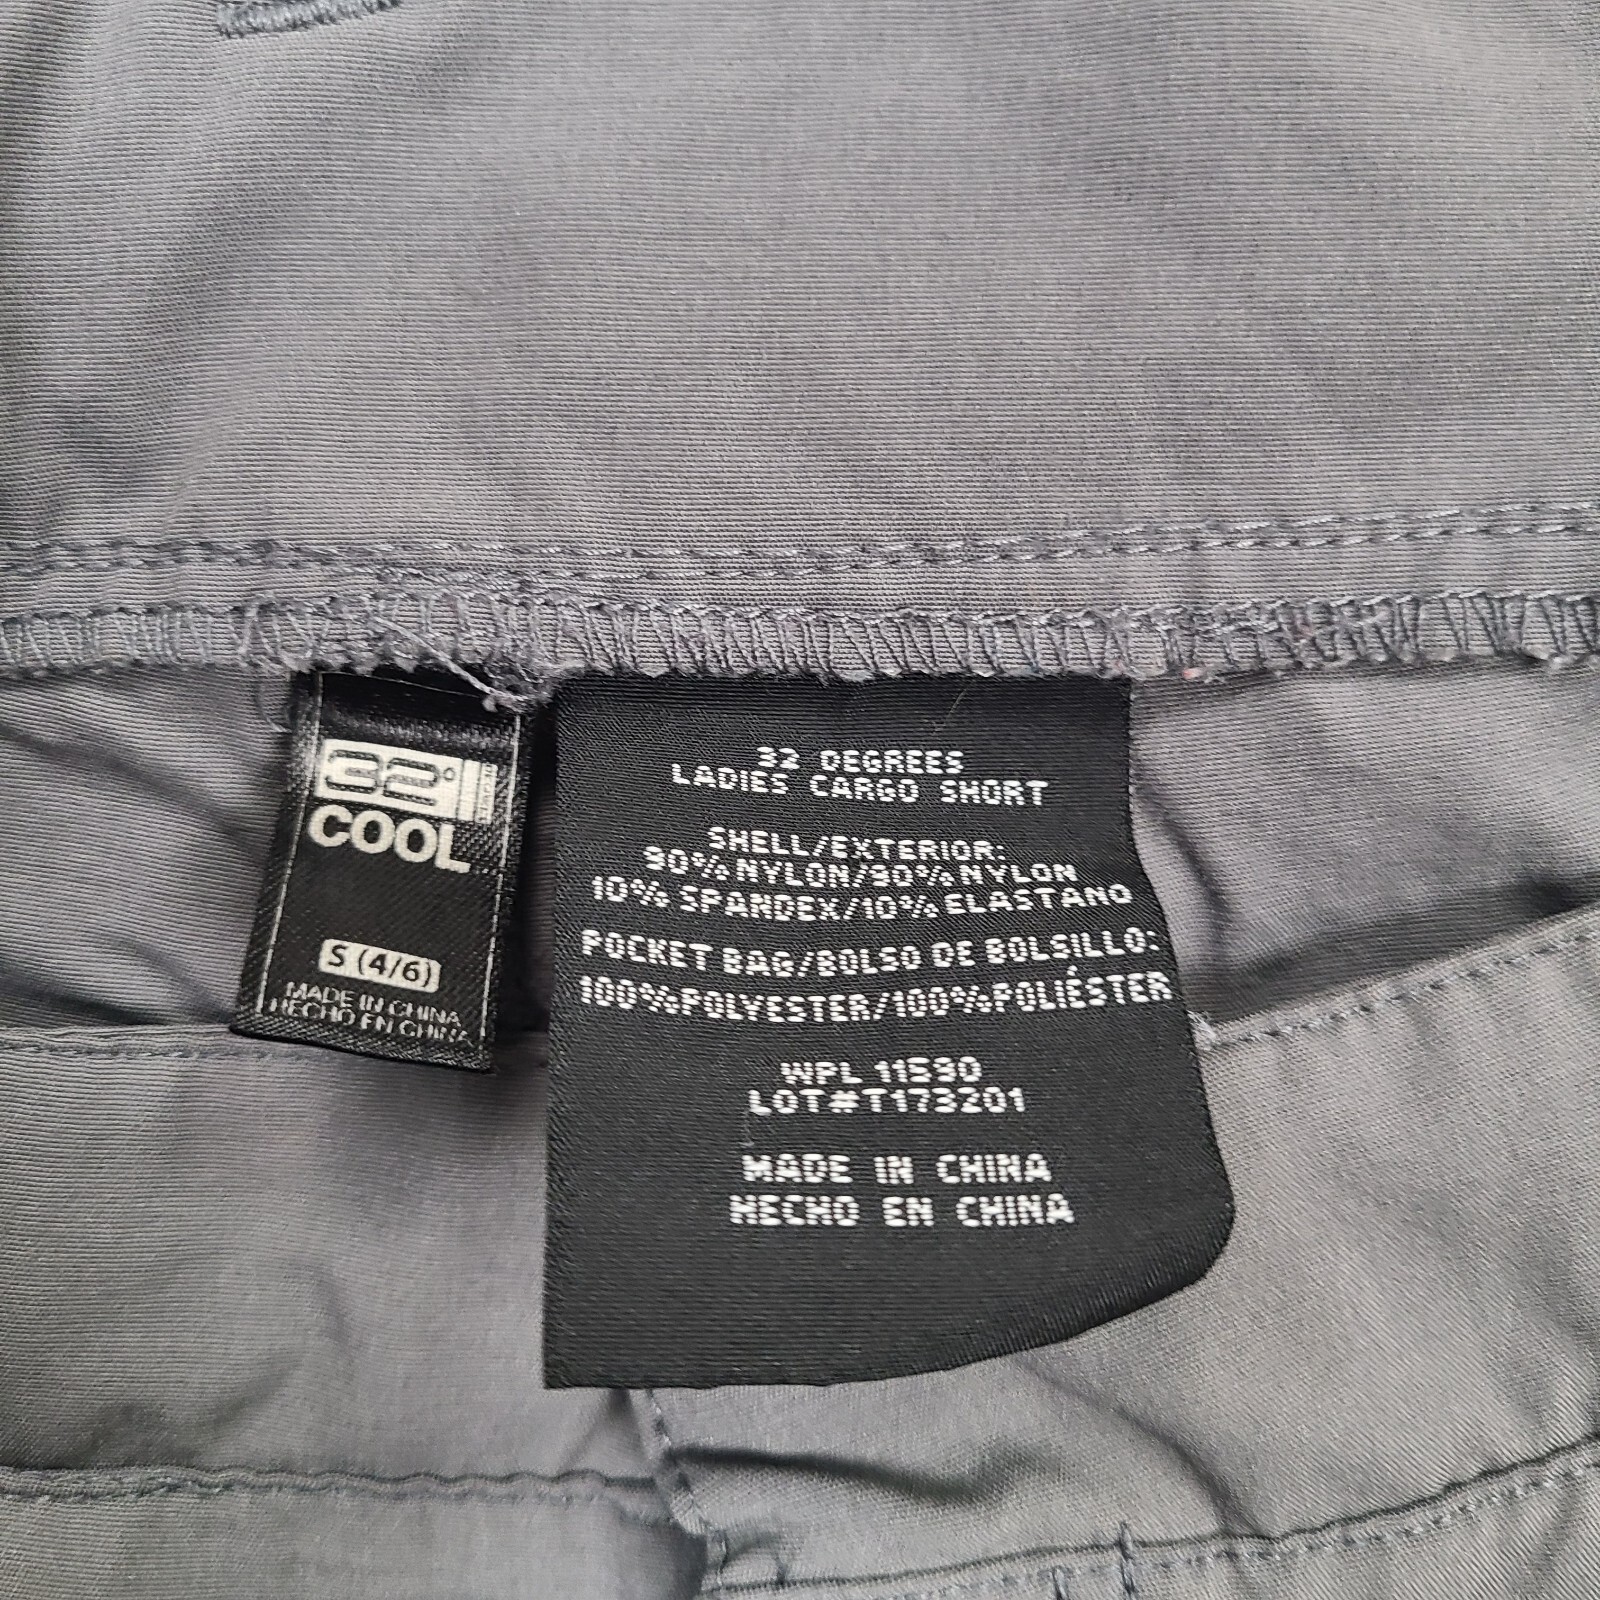 32°
COOL
S (4/6)
MADE IN CHINA
HECHO EN CHINA
32 DEGREES
LADIES CARGO SHORT
SHELL/EXTERIOR:
90% NYLON/90% NYLON
10% SPANDEX/10% ELASTANO
POCKET BAG/BOLSO DE BOLSILLO:
100%POLYESTER/100%POLIÉSTER
WPL 11590
LOT#T173201
MADE IN CHINA
HECHO EN CHINA